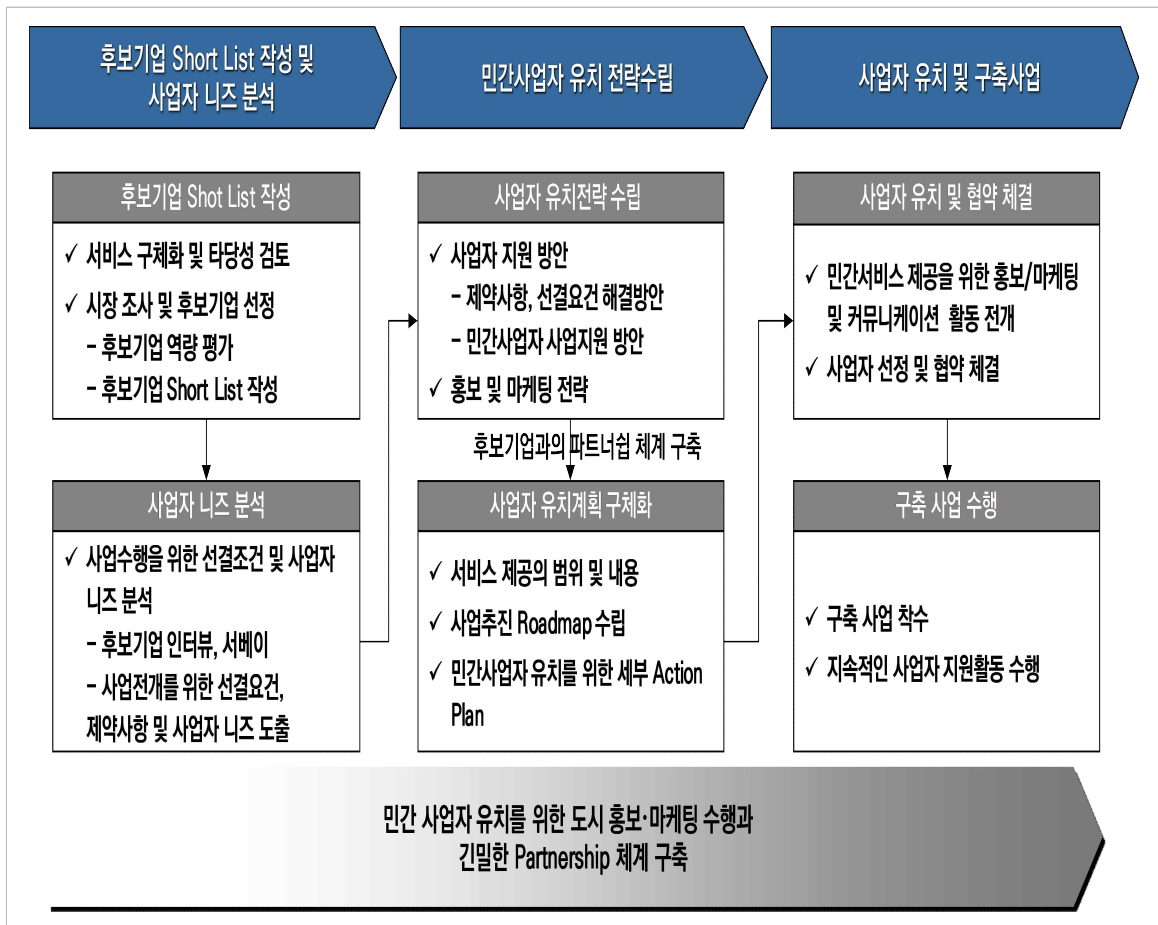 후보기업 Short List 작성 및
사업자 니즈 분석
민간사업자 유치 전략수립
사업자 유치 및 구축사업
후보기업 Shot List 작성
✓ 서비스 구체화 및 타당성 검토
✓ 시장 조사 및 후보기업 선정
- 후보기업 역량 평가
- 후보기업 Short List 작성
사업자 니즈 분석
✓ 사업수행을 위한 선결조건 및 사업자
니즈 분석
- 후보기업 인터뷰, 서베이
- 사업전개를 위한 선결요건,
제약사항 및 사업자 니즈 도출
사업자 유치전략 수립
✓ 사업자 지원 방안
- 제약사항, 선결요건 해결방안
- 민간사업자 사업지원 방안
✓ 홍보 및 마케팅 전략
후보기업과의 파트너쉽 체계 구축
사업자 유치계획 구체화
✓ 서비스 제공의 범위 및 내용
✓ 사업추진 Roadmap 수립
✓ 민간사업자 유치를 위한 세부 Action
Plan
사업자 유치 및 협약 체결
✓ 민간서비스 제공을 위한 홍보/마케팅
및 커뮤니케이션 활동 전개
✓ 사업자 선정 및 협약 체결
구축 사업 수행
✓ 구축 사업 착수
✓ 지속적인 사업자 지원활동 수행
민간 사업자 유치를 위한 도시 홍보·마케팅 수행과
긴밀한 Partnership 체계 구축